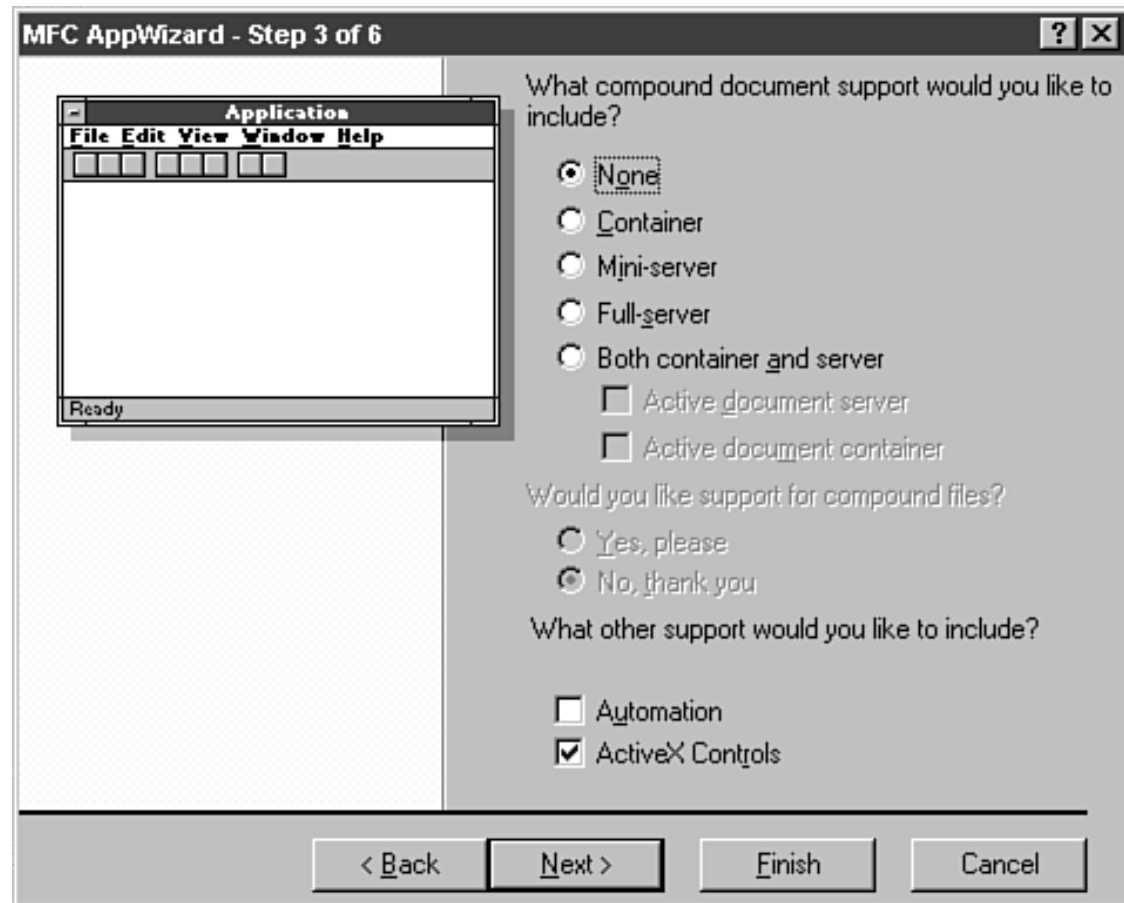 MFC AppWizard - Step 3 of 6
Application
File Edit View Window Help
Ready
What compound document support would you like to
include?
None
Container
Mini-server
Full-server
Both container and server
Active document server
Active document container
Would you like support for compound files?
Yes, please
No, thank you
What other support would you like to include?
Automation
ActiveX Controls
< Back
Next >
Finish
Cancel